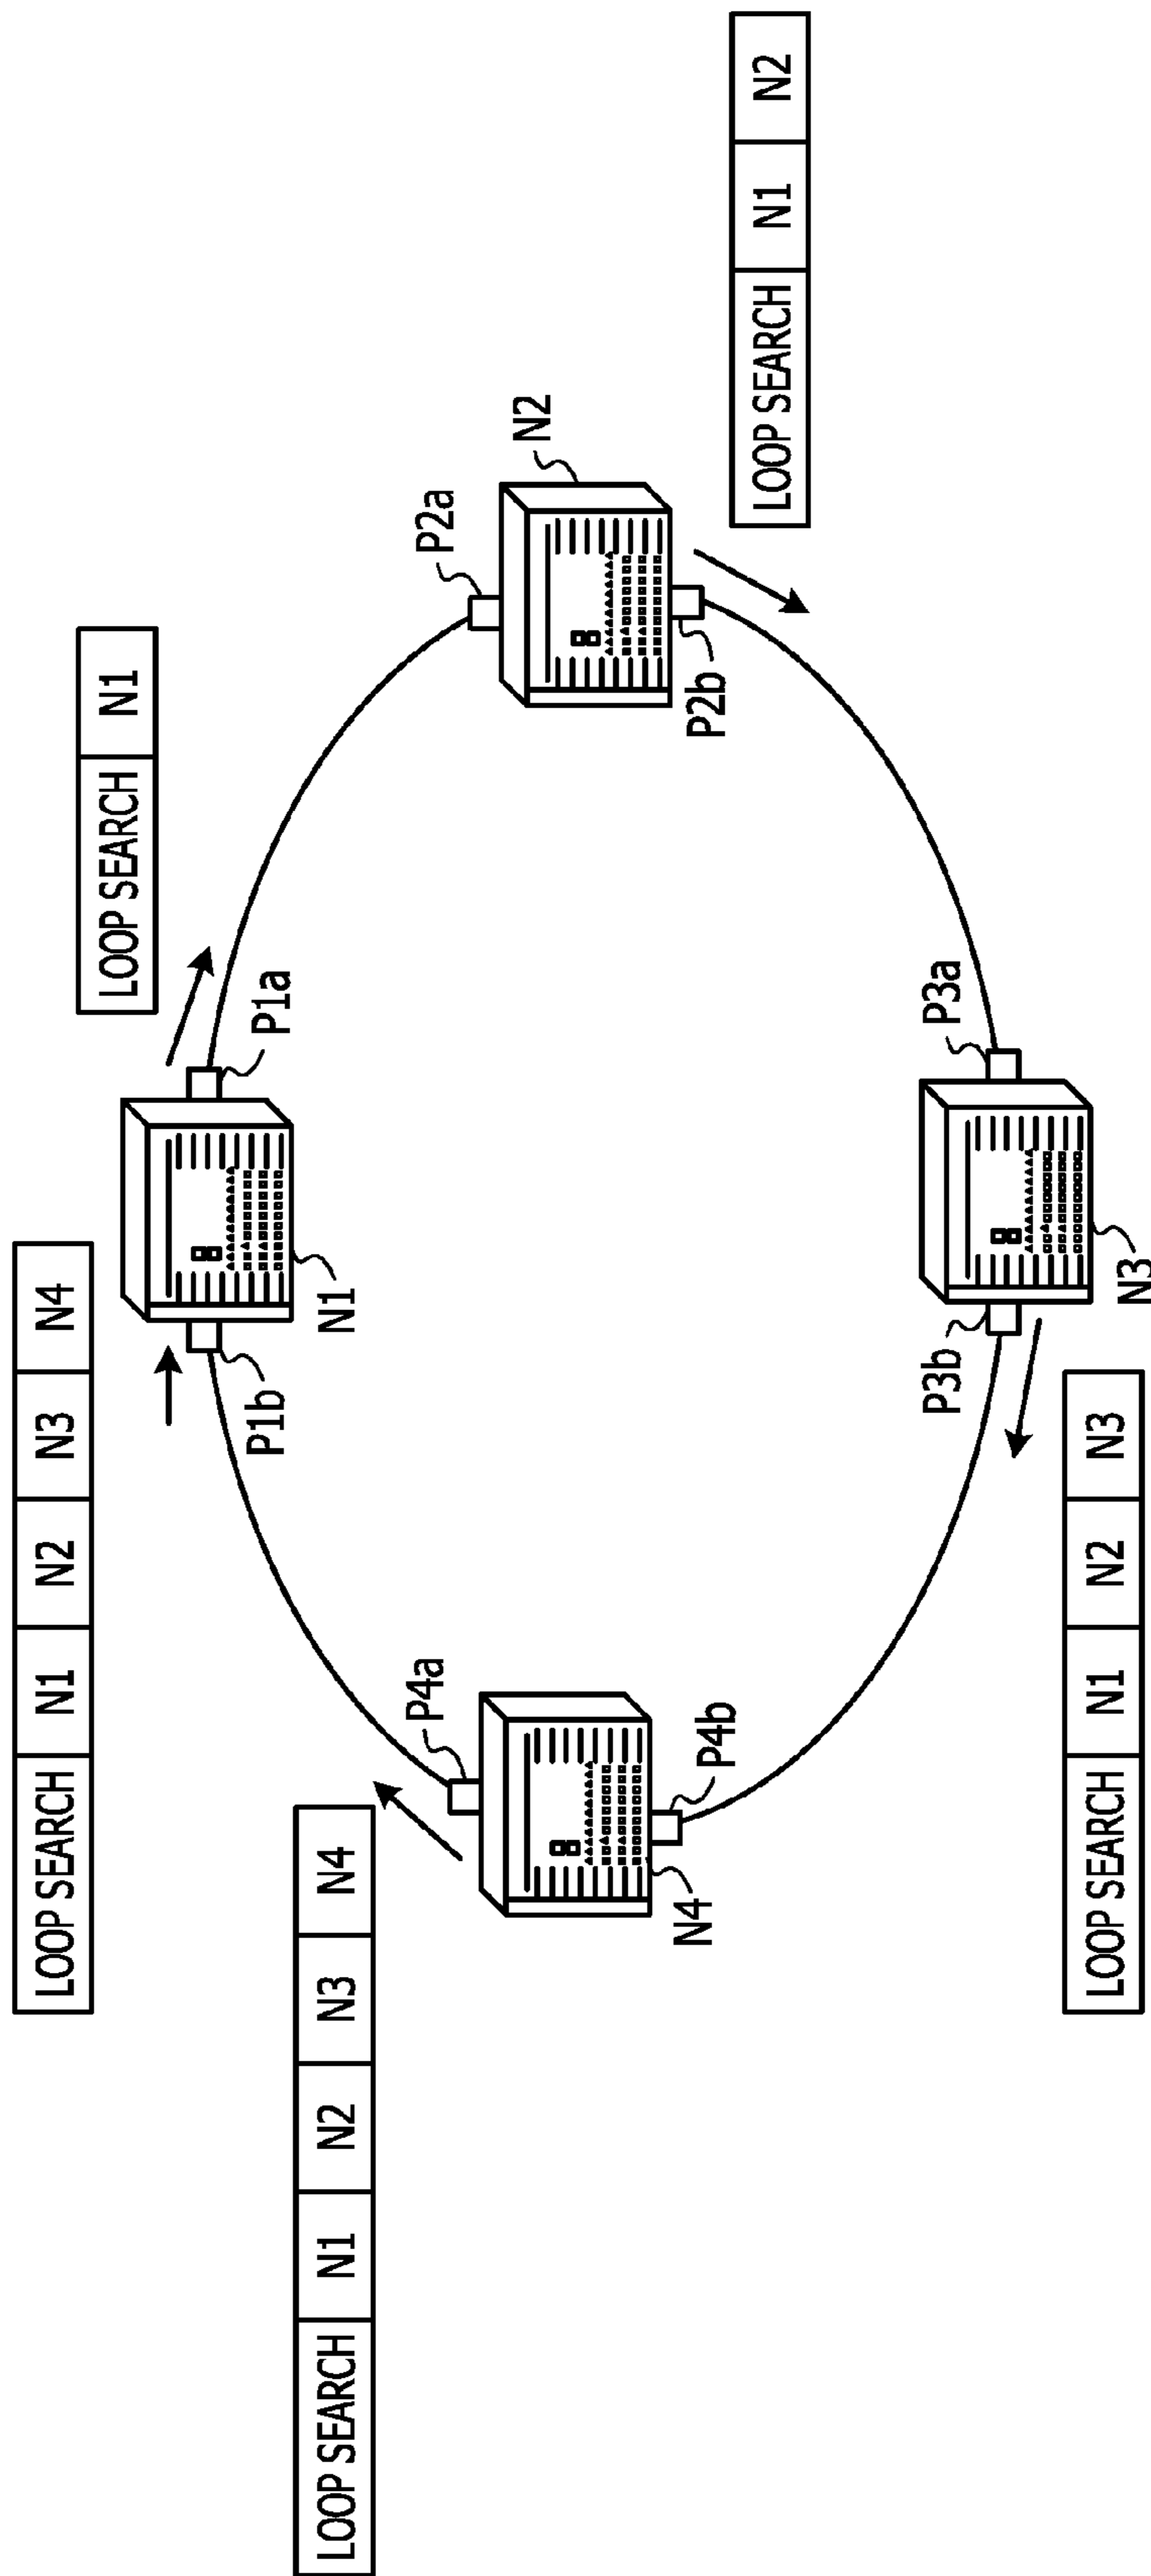 LOOP SEARCH N1 N2 N3 N4
LOOP SEARCH N1
P1b
P1a
N1
LOOP SEARCH N1 N2 N3 N4
P4a
P2a
N2
N4
P4b
P2b
LOOP SEARCH N1 N2
P3b
P3a
N3
LOOP SEARCH N1 N2 N3